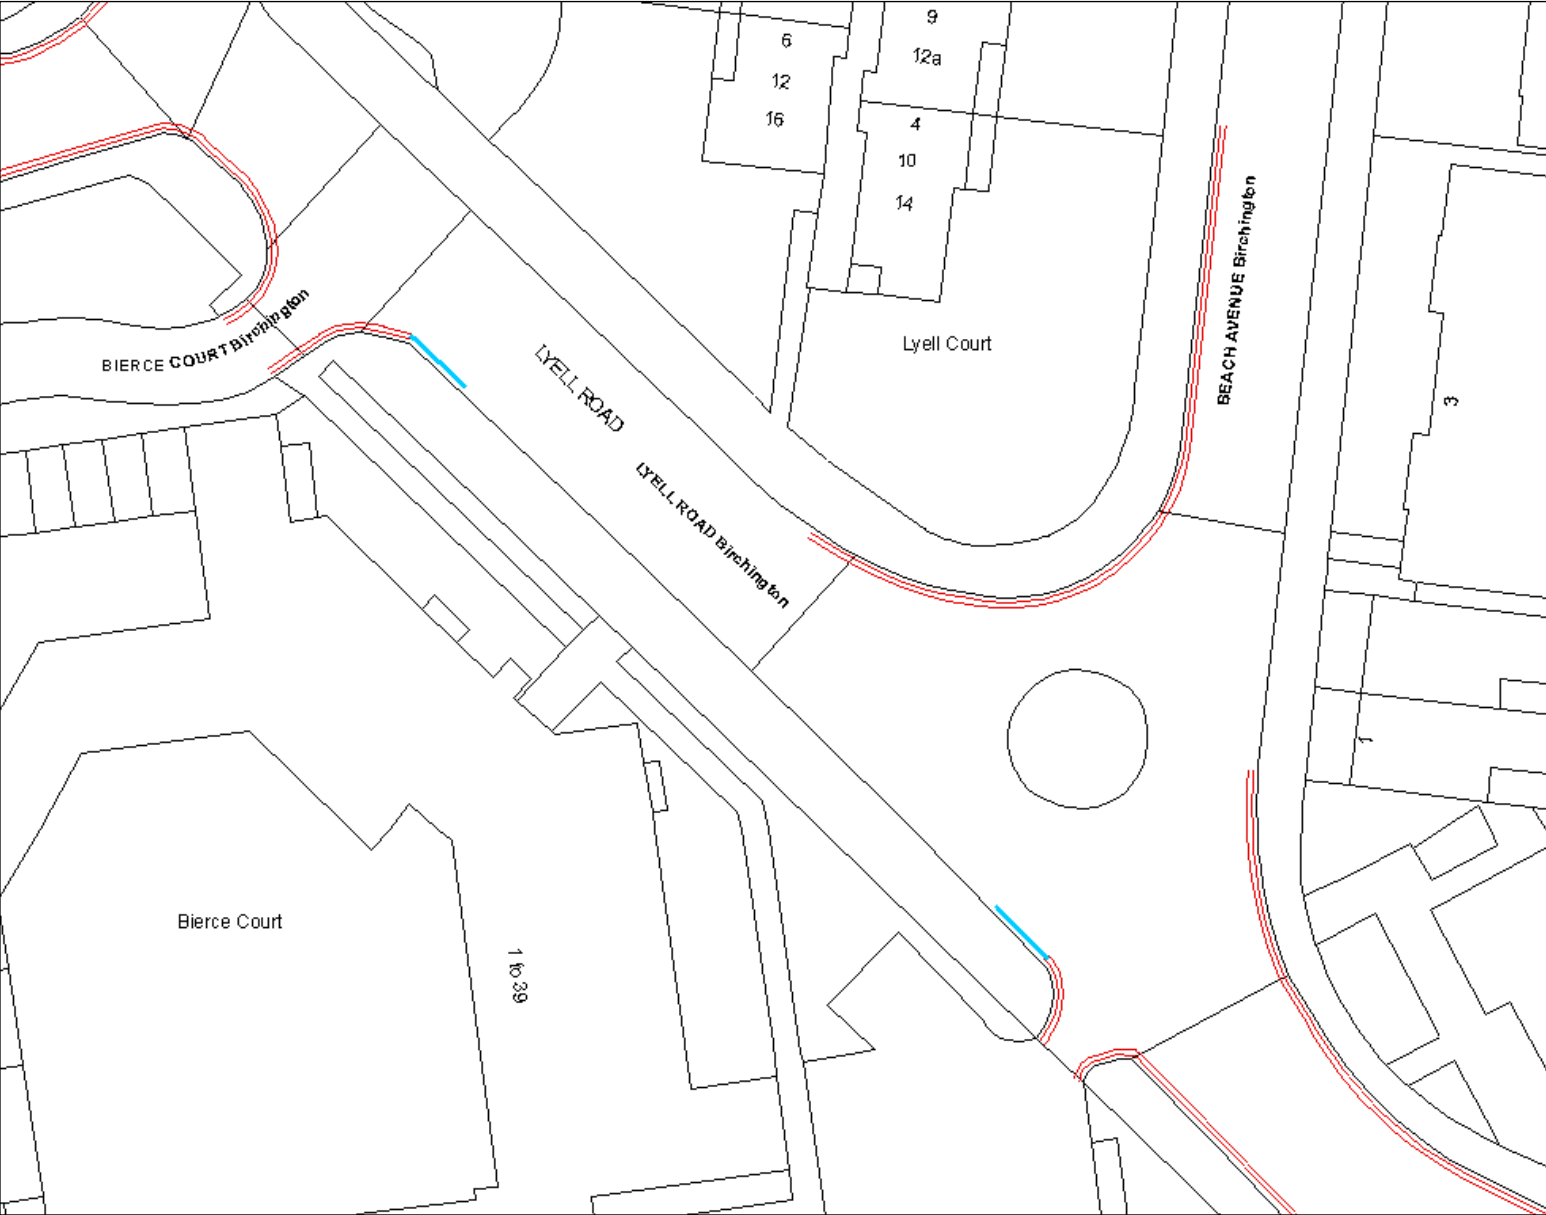 9
6
12a
12
16
4
10
14
BEACH AVENUE Birchington
BIERCE COURT Birchington
Lyell Court
LYELL ROAD
3
LYELL ROAD Birchington
1
Bierce Court
1 to 39